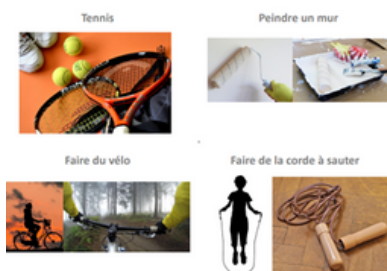 Tennis
Peindre un mur
Faire du vélo
Faire de la corde à sauter